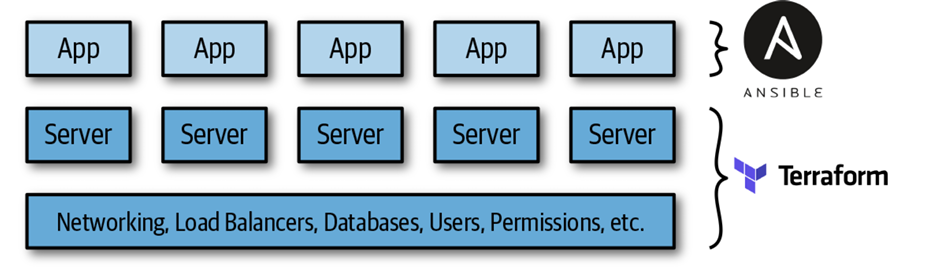 App App App App App
ANSIBLE
Server Server Server Server Server
Terraform
Networking, Load Balancers, Databases, Users, Permissions, etc.